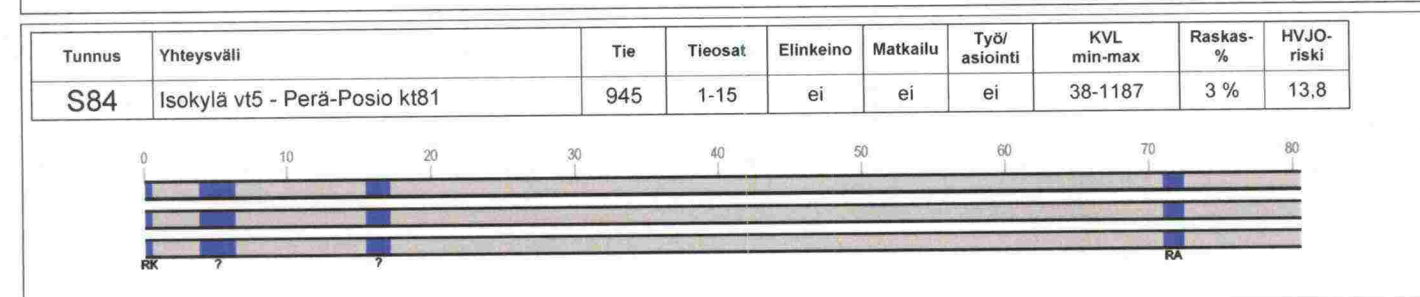 Tunnus Yhteysväli Tie Tieosat Elinkeino Matkailu Työ/ asiointi KVL min-max Raskas- % HVJO- riski
S84 Isokylä vt5 - Perä-Posio kt81 945 1-15 ei ei ei 38-1187 3 % 13,8
0 10 20 30 40 50 60 70 80
RK ? ? RA